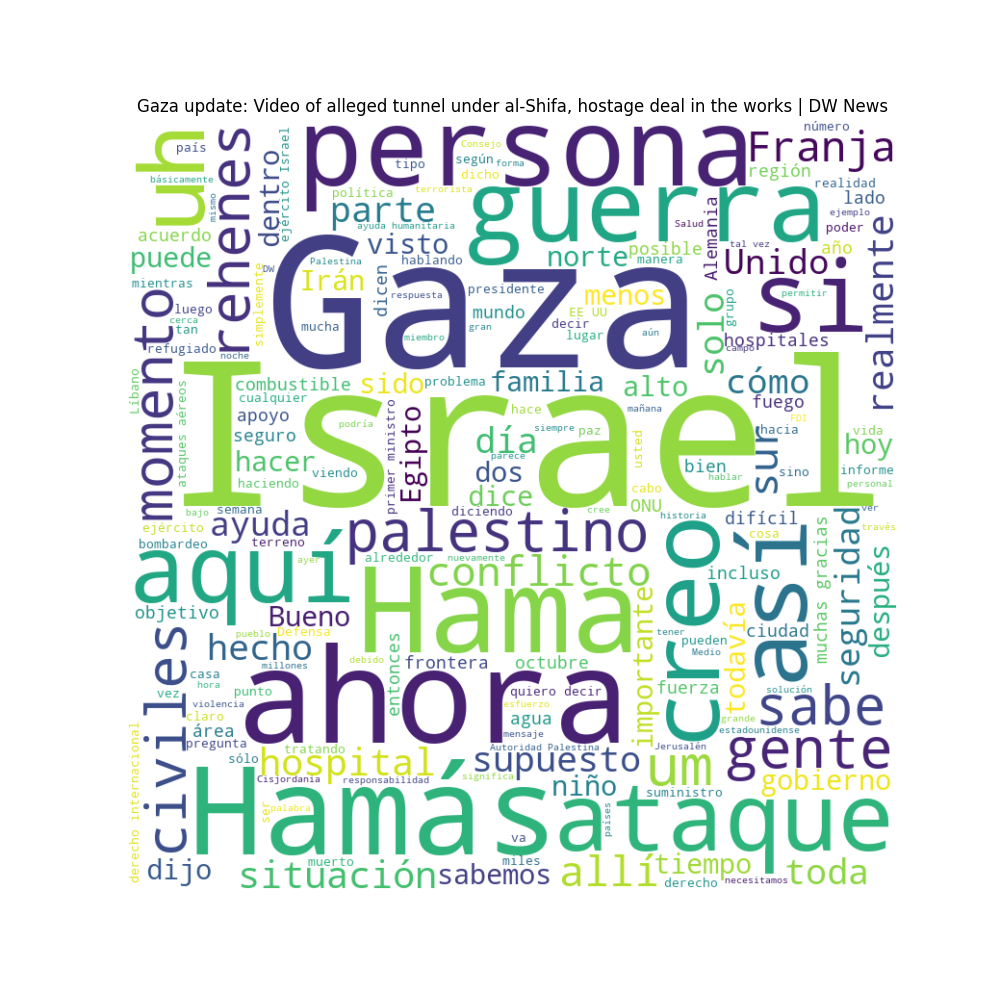 Gaza update: Video of alleged tunnel under al-Shifa, hostage deal in the works | DW News
uh
país
básicamente
mismo
rehenes
dentro
ejército Israel
persona
tipo
Consejo
según
forma
dicho
terrorista
política
ayuda humanitaria
parte
guerra
Franja
número
región
realidad
lado
ejemplo
poder
Salud
Alemania
tal vez
año
Unido
si
realmente
acuerdo
puede
mientras
DW
Palestina
visto
hablando
norte
posible
manera
Irán
dicen
respuesta
presidente
mundo
menos
EE UU
Gaza
mucha
miembro
gran
decir
lugar
aún
solo
grupo
permitir
hospitales
campo
momento
luego
cerca
tan
refugiado
noche
simplemente
Líbano
ataques aéreos
Israel
combustible
cualquier
sido
problema
familia
alto
cómo
fuego
apoyo
podría
primer ministro
Egipto
hace
siempre
paz
mañana
usted
FDI
hacia
vida
hoy
seguro
hacer
haciendo
viendo
día
parece
dos
dice
bien
hablar
sur
sino
informe
personal
cabo
ONU
bajo
semana
ejército
bombardeo
ayuda
terreno
diciendo
cree
historia
difícil
cosa
ver
través
palestino
creo
así
aquí
ayer
alrededor
nuevamente
conflicto
incluso
muchas gracias
seguridad
después
objetivo
Bueno
Hama
importante
todavía
ciudad
pueblo
Defensa
tener
pueden
Medio
civiles
hecho
millones
debido
entonces
frontera
octubre
casa
hora
vez
violencia
punto
claro
ahora
quiero decir
esfuerzo
agua
mensaje
fuerza
solución
grande
estadounidense
sabe
área
pregunta
sólo
tratando
Autoridad Palestina
supuesto
Jerusalén
gente
derecho internacional
hospital
Cisjordania
responsabilidad
significa
niño
um
suministro
gobierno
ser
palabra
Hamás
países
ataque
va
dijo
situación
muerto
sabemos
miles
allí
tiempo
derecho
necesitamos
toda